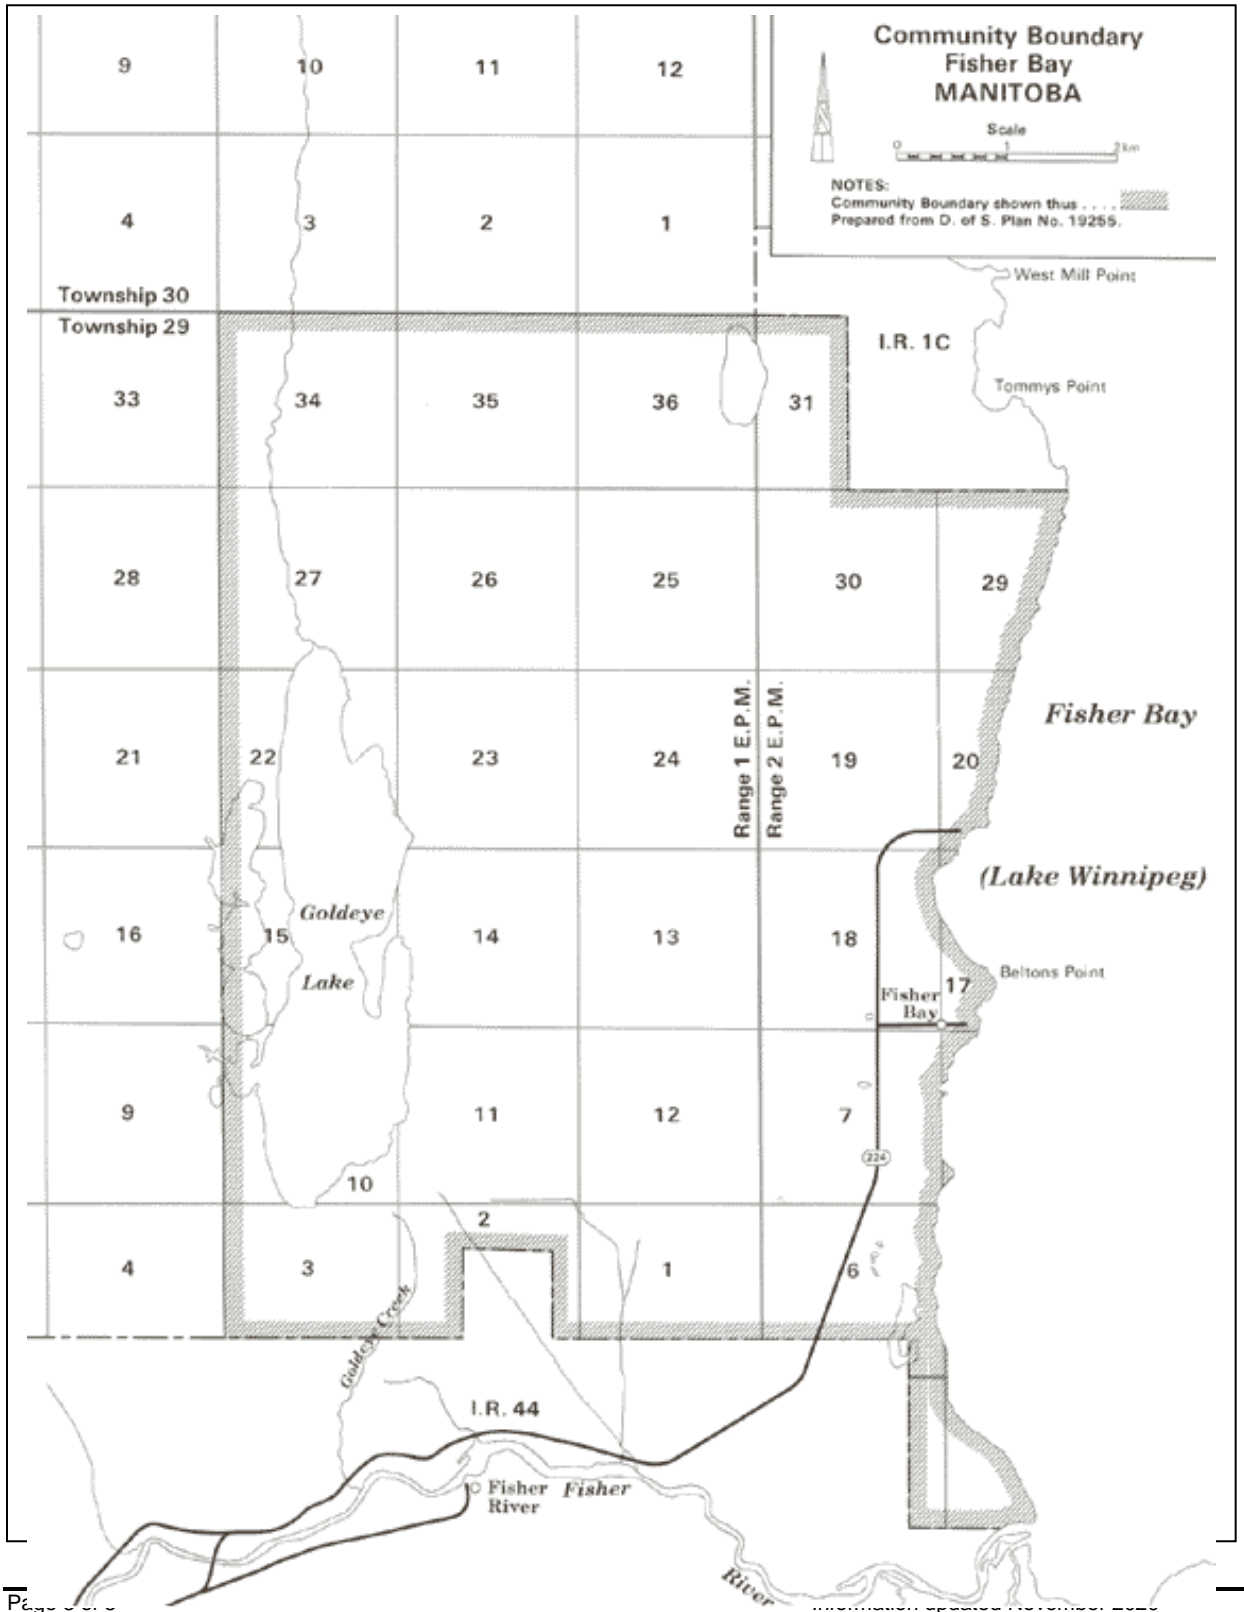 Community Boundary
Fisher Bay
MANITOBA
Scale
0 1 2 km
NOTES:
Community Boundary shown thus . . . .
Prepared from D. of S. Plan No. 19255.
9 10 11 12
4 3 2 1
West Mill Point
Township 30
Township 29
I.R. 1C
Tommys Point
33 34 35 36 31
28 27 26 25 30 29
Range 1 E.P.M.
Range 2 E.P.M.
Fisher Bay
21 22 23 24 19 20
(Lake Winnipeg)
Goldeye
16 15 14 13 18
Beltons Point
Lake
17
Fisher
Bay
9 11 12 7
224
10
2
4 3 1 6
Goldeye Creek
I.R. 44
Fisher
River
Fisher
River